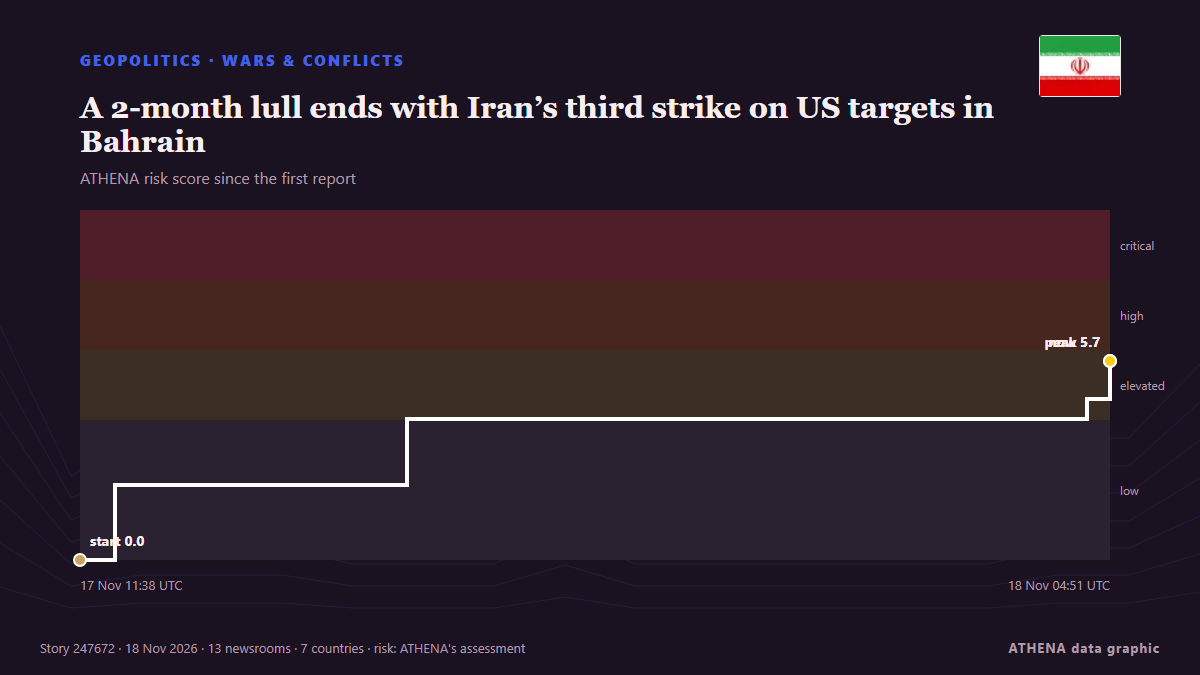 GEOPOLITICS · WARS & CONFLICTS
A 2-month lull ends with Iran’s third strike on US targets in
Bahrain
ATHENA risk score since the first report
critical
high
peak 5.7
elevated
low
start 0.0
17 Nov 11:38 UTC
18 Nov 04:51 UTC
Story 247672 · 18 Nov 2026 · 13 newsrooms · 7 countries · risk: ATHENA's assessment
ATHENA data graphic